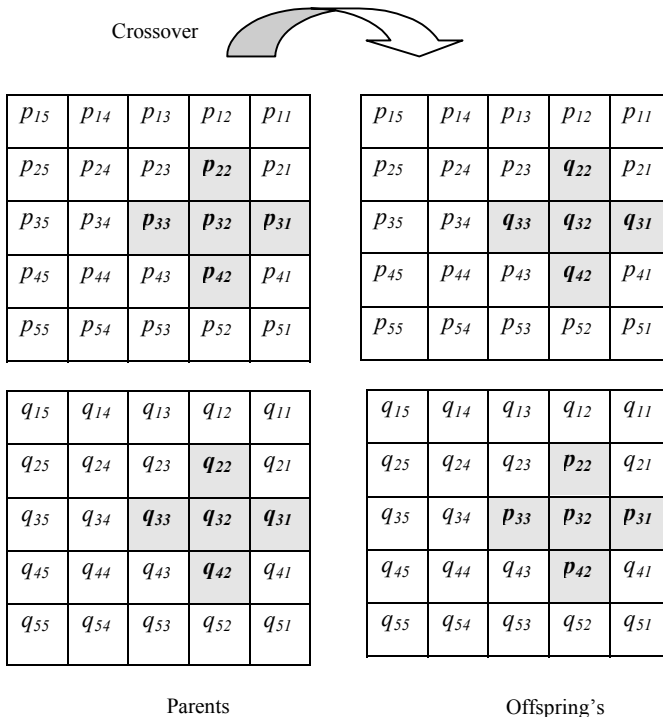 Crossover
p15 p14 p13 p12 p11
p25 p24 p23 p22 p21
p35 p34 p33 p32 p31
p45 p44 p43 p42 p41
p55 p54 p53 p52 p51
p15 p14 p13 p12 p11
p25 p24 p23 q22 p21
p35 p34 q33 q32 q31
p45 p44 p43 q42 p41
p55 p54 p53 p52 p51
q15 q14 q13 q12 q11
q25 q24 q23 q22 q21
q35 q34 q33 q32 q31
q45 q44 q43 q42 q41
q55 q54 q53 q52 q51
q15 q14 q13 q12 q11
q25 q24 q23 p22 q21
q35 q34 p33 p32 p31
q45 q44 q43 p42 q41
q55 q54 q53 q52 q51
Parents
Offspring's